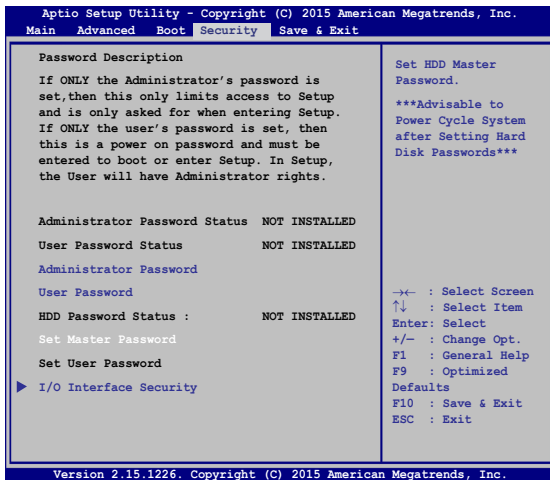 Aptio Setup Utility - Copyright (C) 2015 American Megatrends, Inc.
Main Advanced Boot Security Save & Exit
Password Description
If ONLY the Administrator's password is
set,then this only limits access to Setup
and is only asked for when entering Setup.
If ONLY the user's password is set, then
this is a power on password and must be
entered to boot or enter Setup. In Setup,
the User will have Administrator rights.
Administrator Password Status NOT INSTALLED
User Password Status NOT INSTALLED
Administrator Password
User Password
HDD Password Status : NOT INSTALLED
Set Master Password
Set User Password
I/O Interface Security
Set HDD Master
Password.
***Advisable to
Power Cycle System
after Setting Hard
Disk Passwords***
→← : Select Screen
↑↓ : Select Item
Enter: Select
+/— : Change Opt.
F1 : General Help
F9 : Optimized
Defaults
F10 : Save & Exit
ESC : Exit
Version 2.15.1226. Copyright (C) 2015 American Megatrends, Inc.